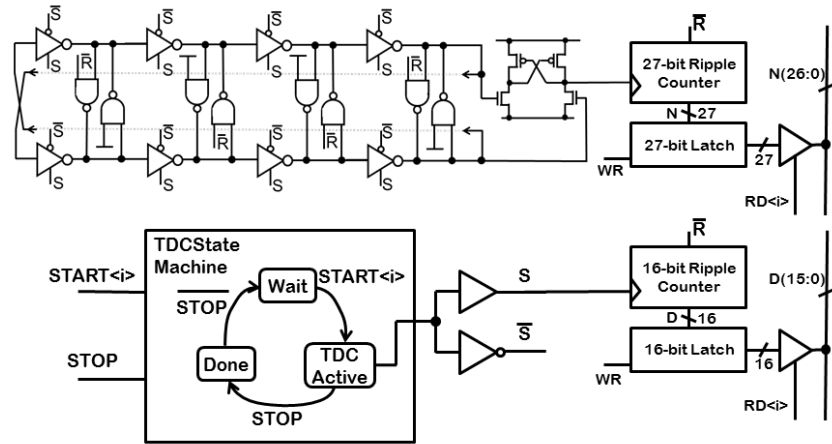 S̅ S̅ S̅ S̅
S S S S
R̅ R̅
S̅ S̅ S̅ S̅
R̅ R̅
S S S S
R̅
27-bit Ripple
Counter
N 27
27-bit Latch
WR
27
RD<i>
N(26:0)
TDCState
Machine
START<i>
STOP
Wait
START<i>
S̅T̅O̅P̅
Done
TDC
Active
STOP
S
S̅
R̅
16-bit Ripple
Counter
D 16
16-bit Latch
WR
16
RD<i>
D(15:0)